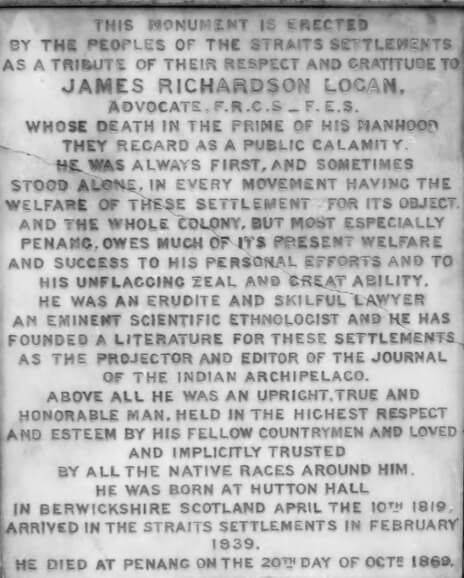 THIS MONUMENT IS ERECTED
BY THE PEOPLES OF THE STRAITS SETTLEMENTS
AS A TRIBUTE OF THEIR RESPECT AND GRATITUDE TO
JAMES RICHARDSON LOGAN,
ADVOCATE, F.R.C.S _ F.E.S.
WHOSE DEATH IN THE PRIME OF HIS MANHOOD
THEY REGARD AS A PUBLIC CALAMITY.
HE WAS ALWAYS FIRST, AND SOMETIMES
STOOD ALONE, IN EVERY MOVEMENT HAVING THE
WELFARE OF THESE SETTLEMENT FOR ITS OBJECT.
AND THE WHOLE COLONY, BUT MOST ESPECIALLY
PENANG, OWES MUCH OF ITS PRESENT WELFARE
AND SUCCESS TO HIS PERSONAL EFFORTS AND TO
HIS UNFLAGGING ZEAL AND GREAT ABILITY.
HE WAS AN ERUDITE AND SKILFUL LAWYER
AN EMINENT SCIENTIFIC ETHNOLOGIST AND HE HAS
FOUNDED A LITERATURE FOR THESE SETTLEMENTS
AS THE PROJECTOR AND EDITOR OF THE JOURNAL
OF THE INDIAN ARCHIPELAGO.
ABOVE ALL HE WAS AN UPRIGHT, TRUE AND
HONORABLE MAN, HELD IN THE HIGHEST RESPECT
AND ESTEEM BY HIS FELLOW COUNTRYMEN AND LOVED
AND IMPLICITLY TRUSTED
BY ALL THE NATIVE RACES AROUND HIM.
HE WAS BORN AT HUTTON HALL
IN BERWICKSHIRE SCOTLAND APRIL THE 10TH 1819,
ARRIVED IN THE STRAITS SETTLEMENTS IN FEBRUARY
1839.
HE DIED AT PENANG ON THE 20TH DAY OF OCTR 1869.